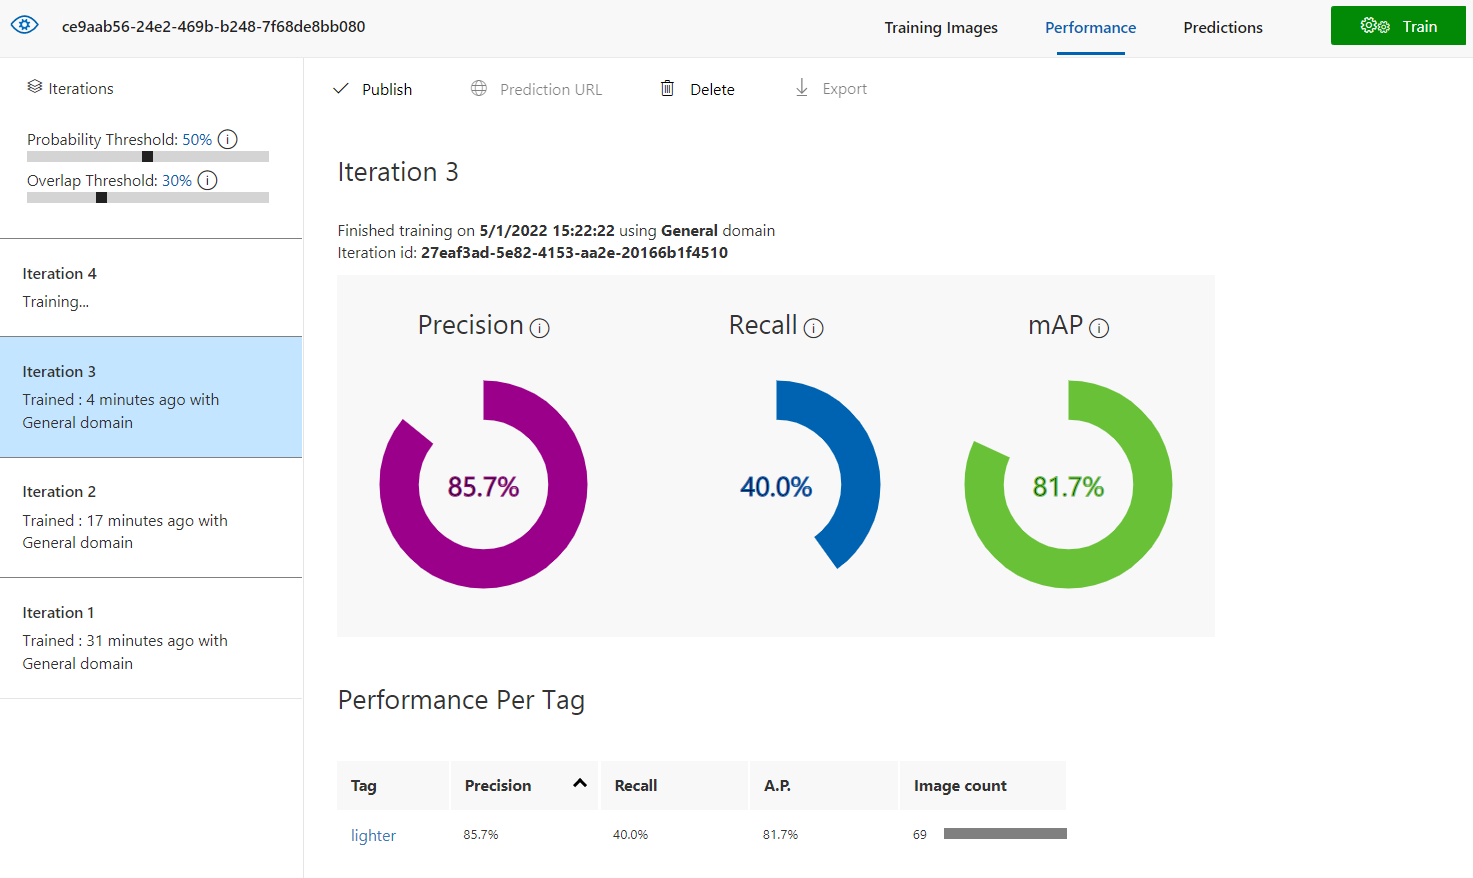 ce9aab56-24e2-469b-b248-7f68de8bb080
Training Images
Performance
Predictions
Train
Iterations
Probability Threshold: 50%
Overlap Threshold: 30%
Iteration 4
Training...
Iteration 3
Trained : 4 minutes ago with
General domain
Iteration 2
Trained : 17 minutes ago with
General domain
Iteration 1
Trained : 31 minutes ago with
General domain
Publish
Prediction URL
Delete
Export
Iteration 3
Finished training on 5/1/2022 15:22:22 using General domain
Iteration id: 27eaf3ad-5e82-4153-aa2e-20166b1f4510
Precision
Recall
mAP
85.7%
40.0%
81.7%
Performance Per Tag
Tag Precision Recall A.P. Image count
lighter 85.7% 40.0% 81.7% 69